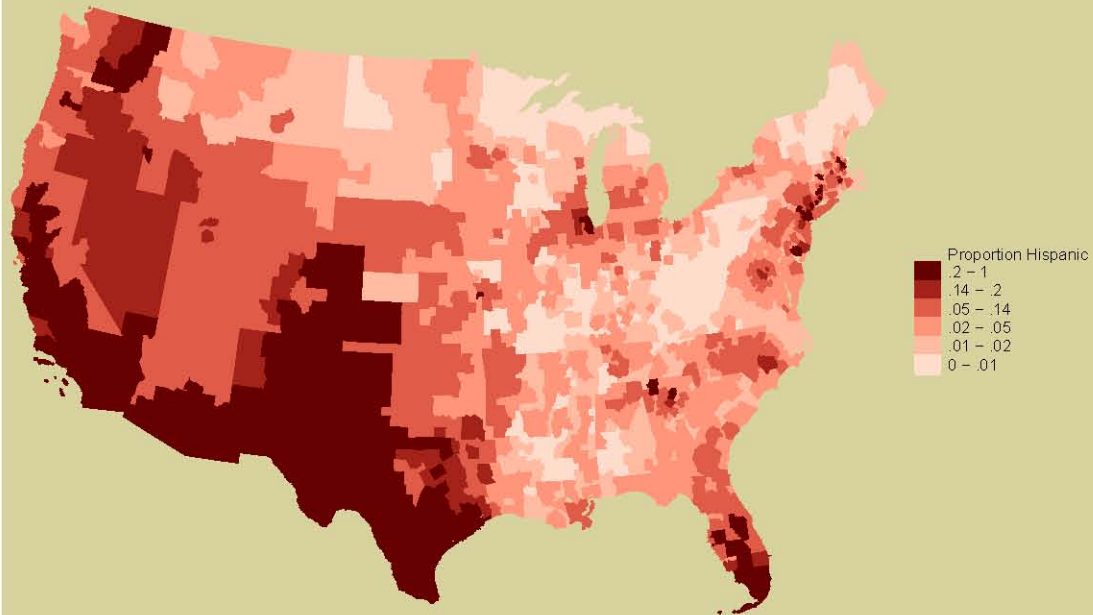 Proportion Hispanic
.2 – 1
.14 – .2
.05 – .14
.02 – .05
.01 – .02
0 – .01